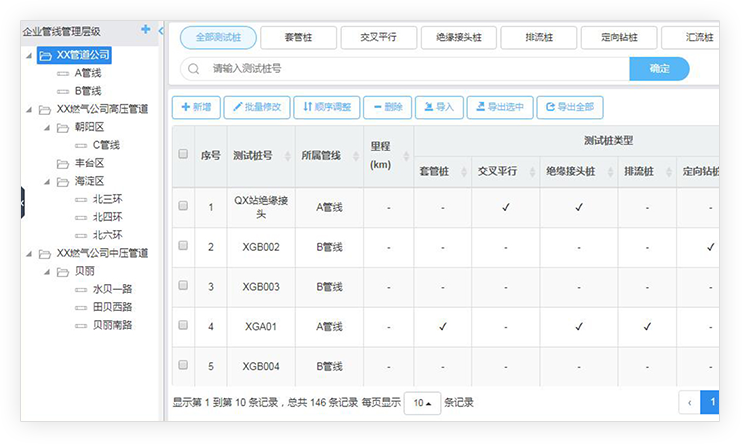 企业管线管理层级
XX管道公司
A管线
B管线
XX燃气公司高压管道
朝阳区
C管线
丰台区
海淀区
北三环
北四环
北六环
XX燃气公司中压管道
贝丽
水贝一路
田贝西路
贝丽南路
全部测试桩 套管桩 交叉平行 绝缘接头桩 排流桩 定向钻桩 汇流桩
请输入测试桩号 确定
新增 批量修改 顺序调整 删除 导入 导出选中 导出全部
序号 测试桩号 所属管线 里程(km) 测试桩类型
套管桩 交叉平行 绝缘接头桩 排流桩 定向钻桩
1 QX站绝缘接头 A管线 - - ✓ ✓ - -
2 XGB002 B管线 - - - - - ✓
3 XGB003 B管线 - - - - - -
4 XGA01 A管线 - ✓ - ✓ ✓ -
5 XGB004 B管线 - - - - - -
显示第 1 到第 10 条记录，总共 146 条记录 每页显示 10 条记录 ‹ 1